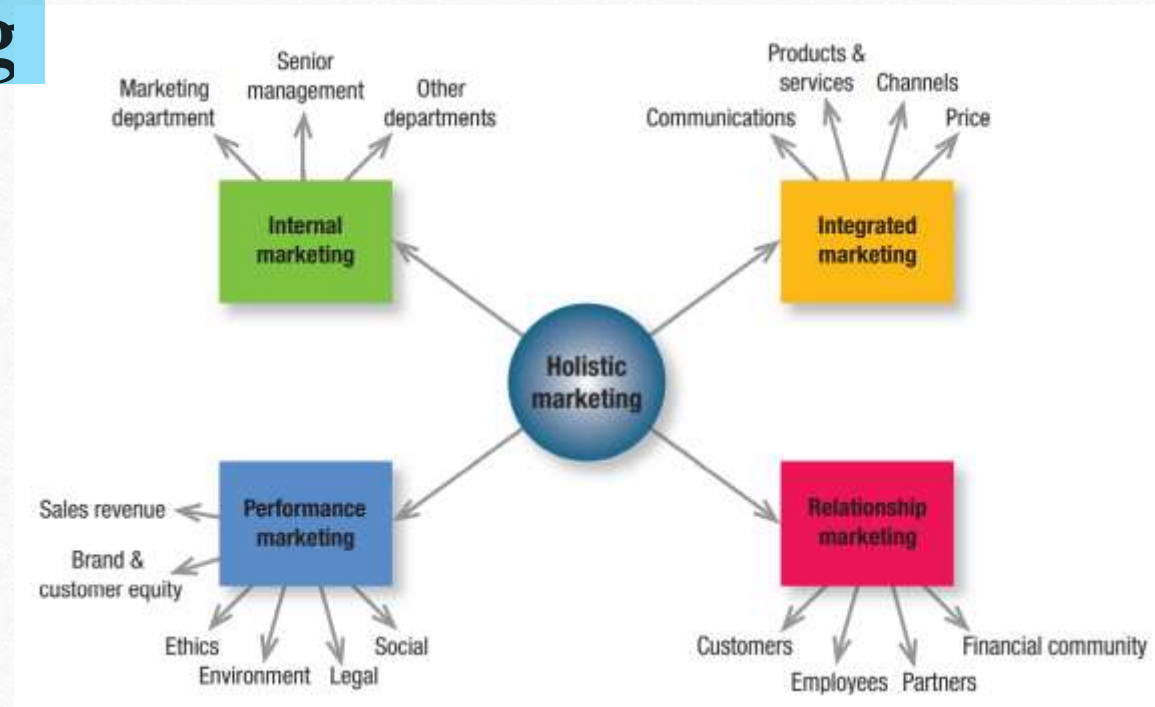 g
Senior
management
Marketing
department
Other
departments
Products &
services
Channels
Communications
Price
Internal
marketing
Integrated
marketing
Holistic
marketing
Performance
marketing
Relationship
marketing
Sales revenue
Brand &
customer equity
Ethics
Environment
Legal
Social
Customers
Employees
Partners
Financial community